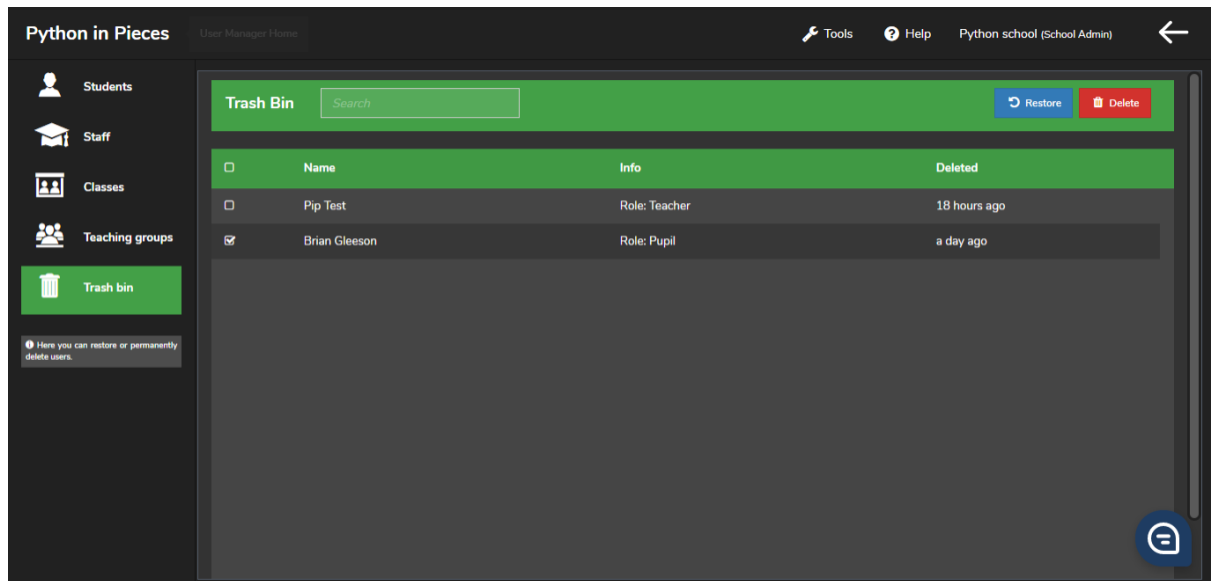 Python in Pieces
User Manager Home
Tools
Help
Python school (School Admin)
Students
Staff
Classes
Teaching groups
Trash bin
Here you can restore or permanently
delete users.
Trash Bin
Search
Restore
Delete
Name Info Deleted
Pip Test Role: Teacher 18 hours ago
Brian Gleeson Role: Pupil a day ago